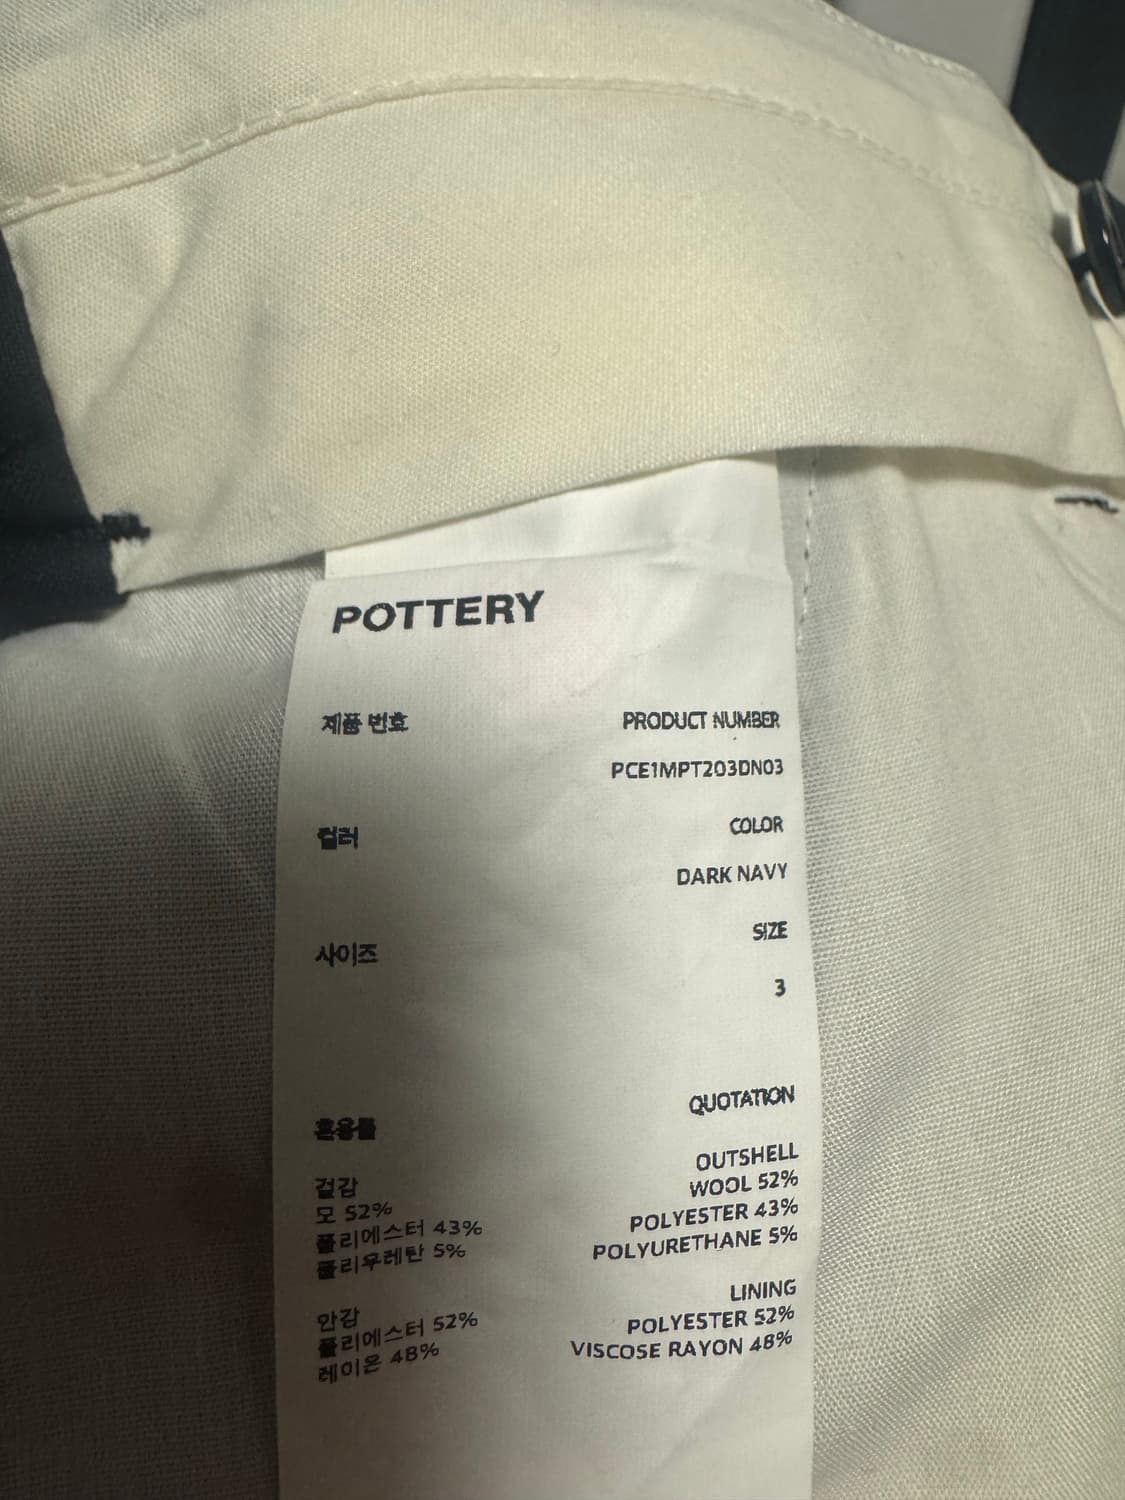 POTTERY
제품 번호 PRODUCT NUMBER
PCE1MPT203DN03
컬러 COLOR
DARK NAVY
사이즈 SIZE
3
QUOTATION
혼용률
OUTSHELL
겉감 WOOL 52%
모 52% POLYESTER 43%
폴리에스터 43% POLYURETHANE 5%
폴리우레탄 5%
LINING
안감 POLYESTER 52%
폴리에스터 52% VISCOSE RAYON 48%
레이온 48%